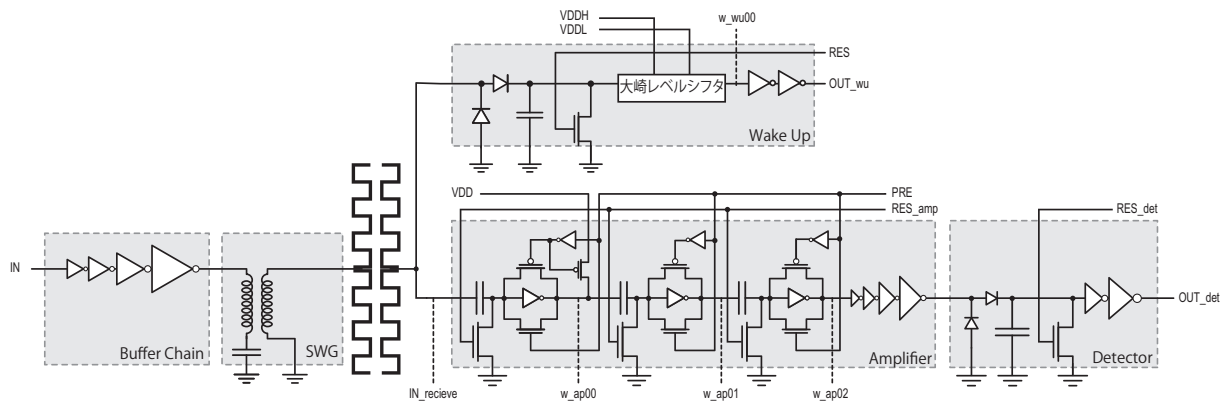 VDDH
VDDL
w_wu00
RES
大崎レベルシフタ
OUT_wu
Wake Up
VDD
PRE
RES_amp
RES_det
IN
OUT_det
Buffer Chain
SWG
Amplifier
Detector
IN_recieve
w_ap00
w_ap01
w_ap02